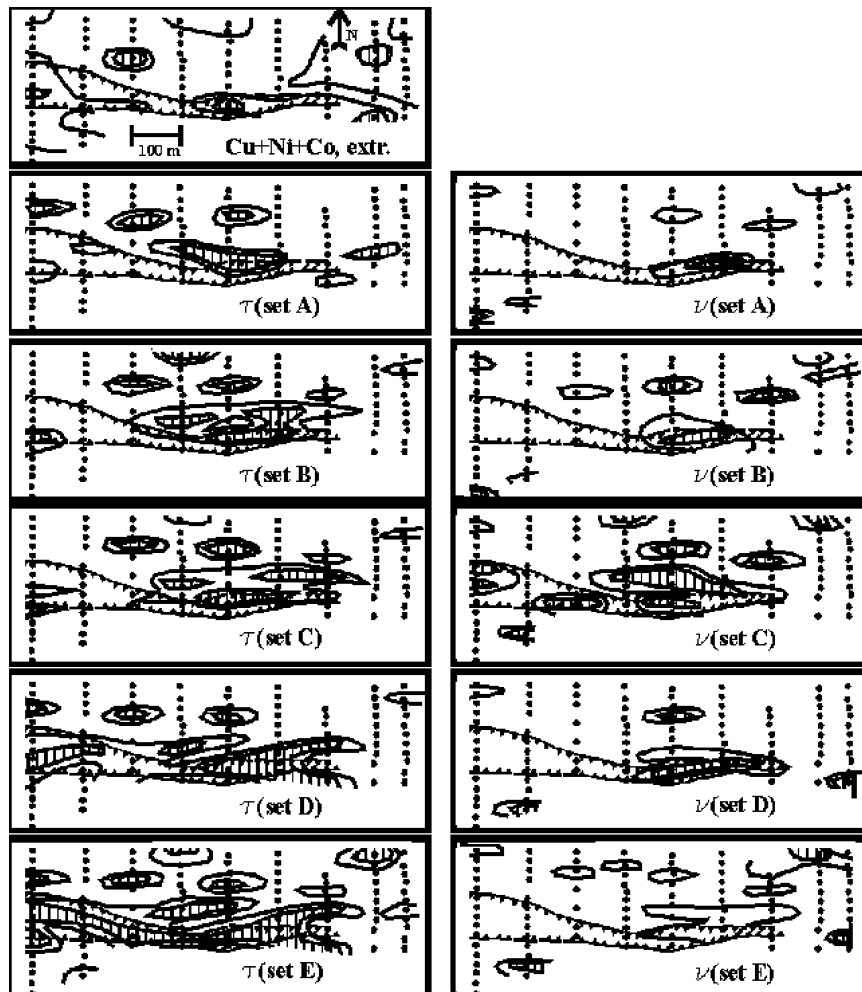 N
100 m
Cu+Ni+Co, extr.
τ(set A)
ν(set A)
τ(set B)
ν(set B)
τ(set C)
ν(set C)
τ(set D)
ν(set D)
τ(set E)
ν(set E)